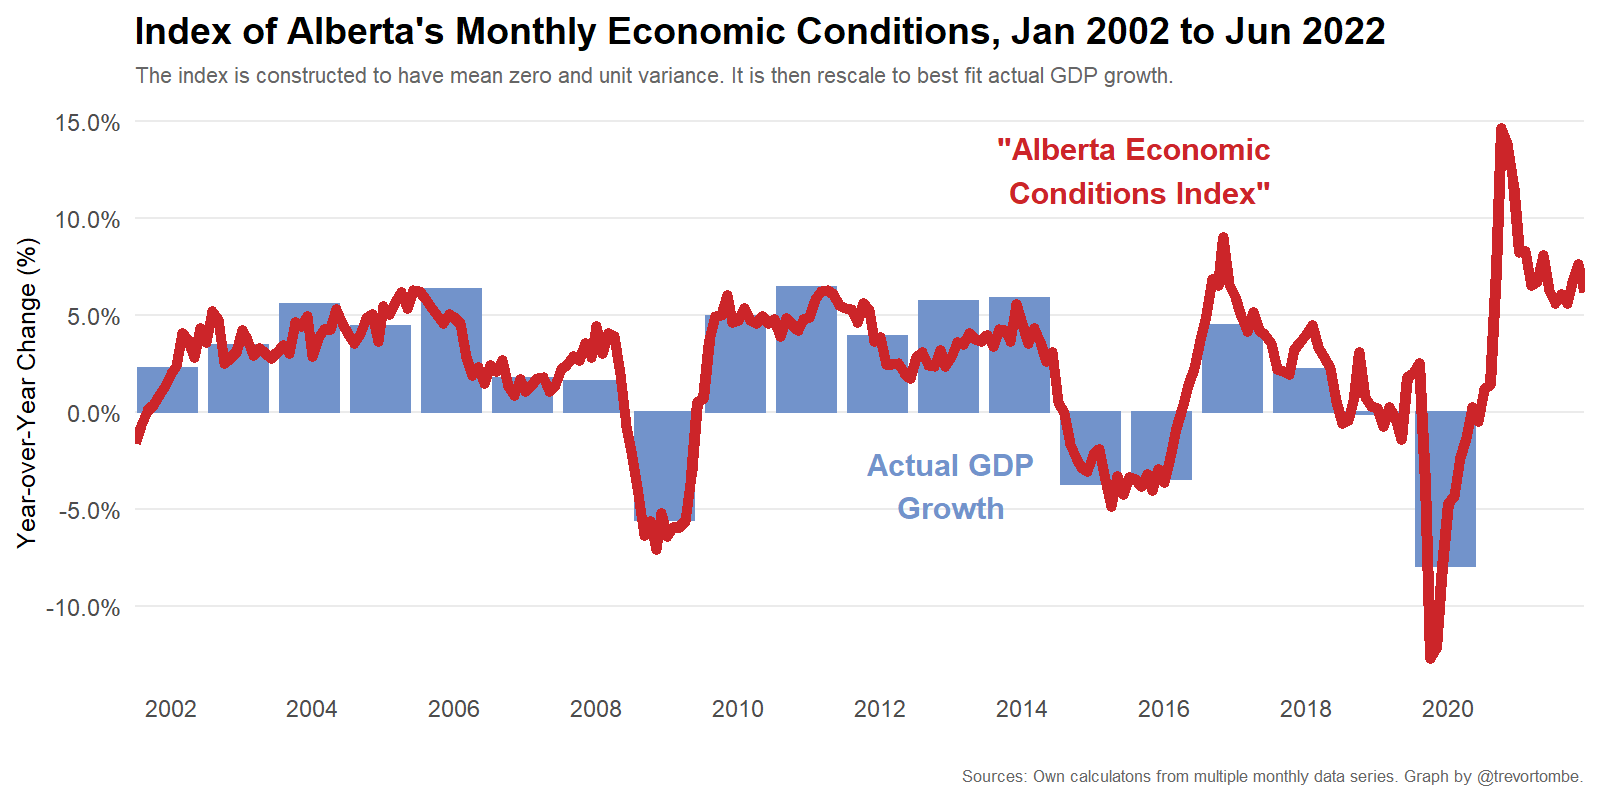 Index of Alberta's Monthly Economic Conditions, Jan 2002 to Jun 2022
The index is constructed to have mean zero and unit variance. It is then rescale to best fit actual GDP growth.
Year-over-Year Change (%)
15.0%
10.0%
5.0%
0.0%
-5.0%
-10.0%
"Alberta Economic
Conditions Index"
Actual GDP
Growth
2002 2004 2006 2008 2010 2012 2014 2016 2018 2020
Sources: Own calculatons from multiple monthly data series. Graph by @trevortombe.